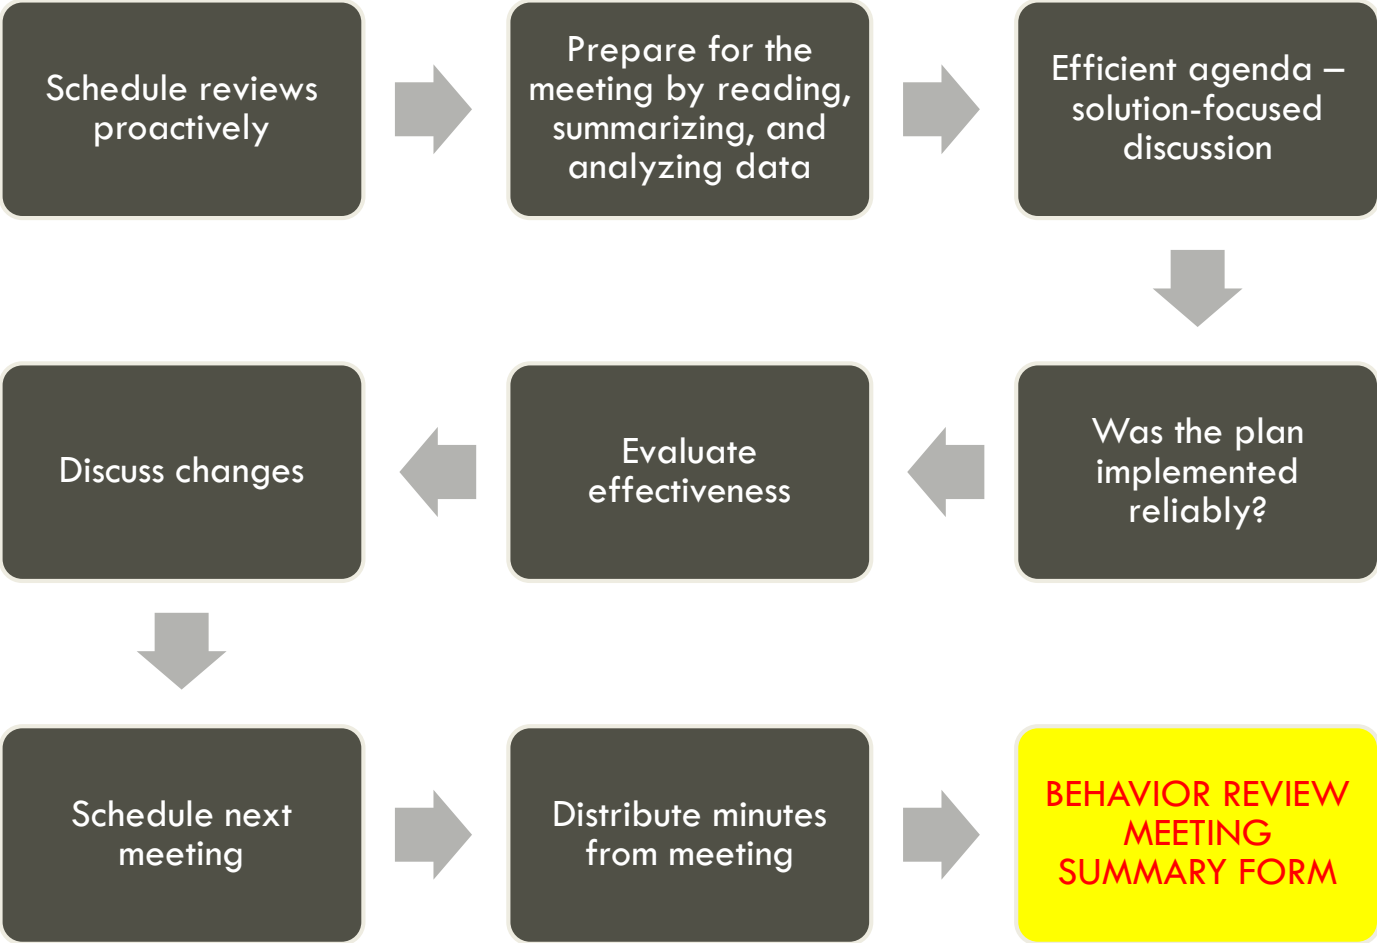 Schedule reviews
proactively
Prepare for the
meeting by reading,
summarizing, and
analyzing data
Efficient agenda –
solution-focused
discussion
Was the plan
implemented
reliably?
Evaluate
effectiveness
Discuss changes
Schedule next
meeting
Distribute minutes
from meeting
BEHAVIOR REVIEW
MEETING
SUMMARY FORM